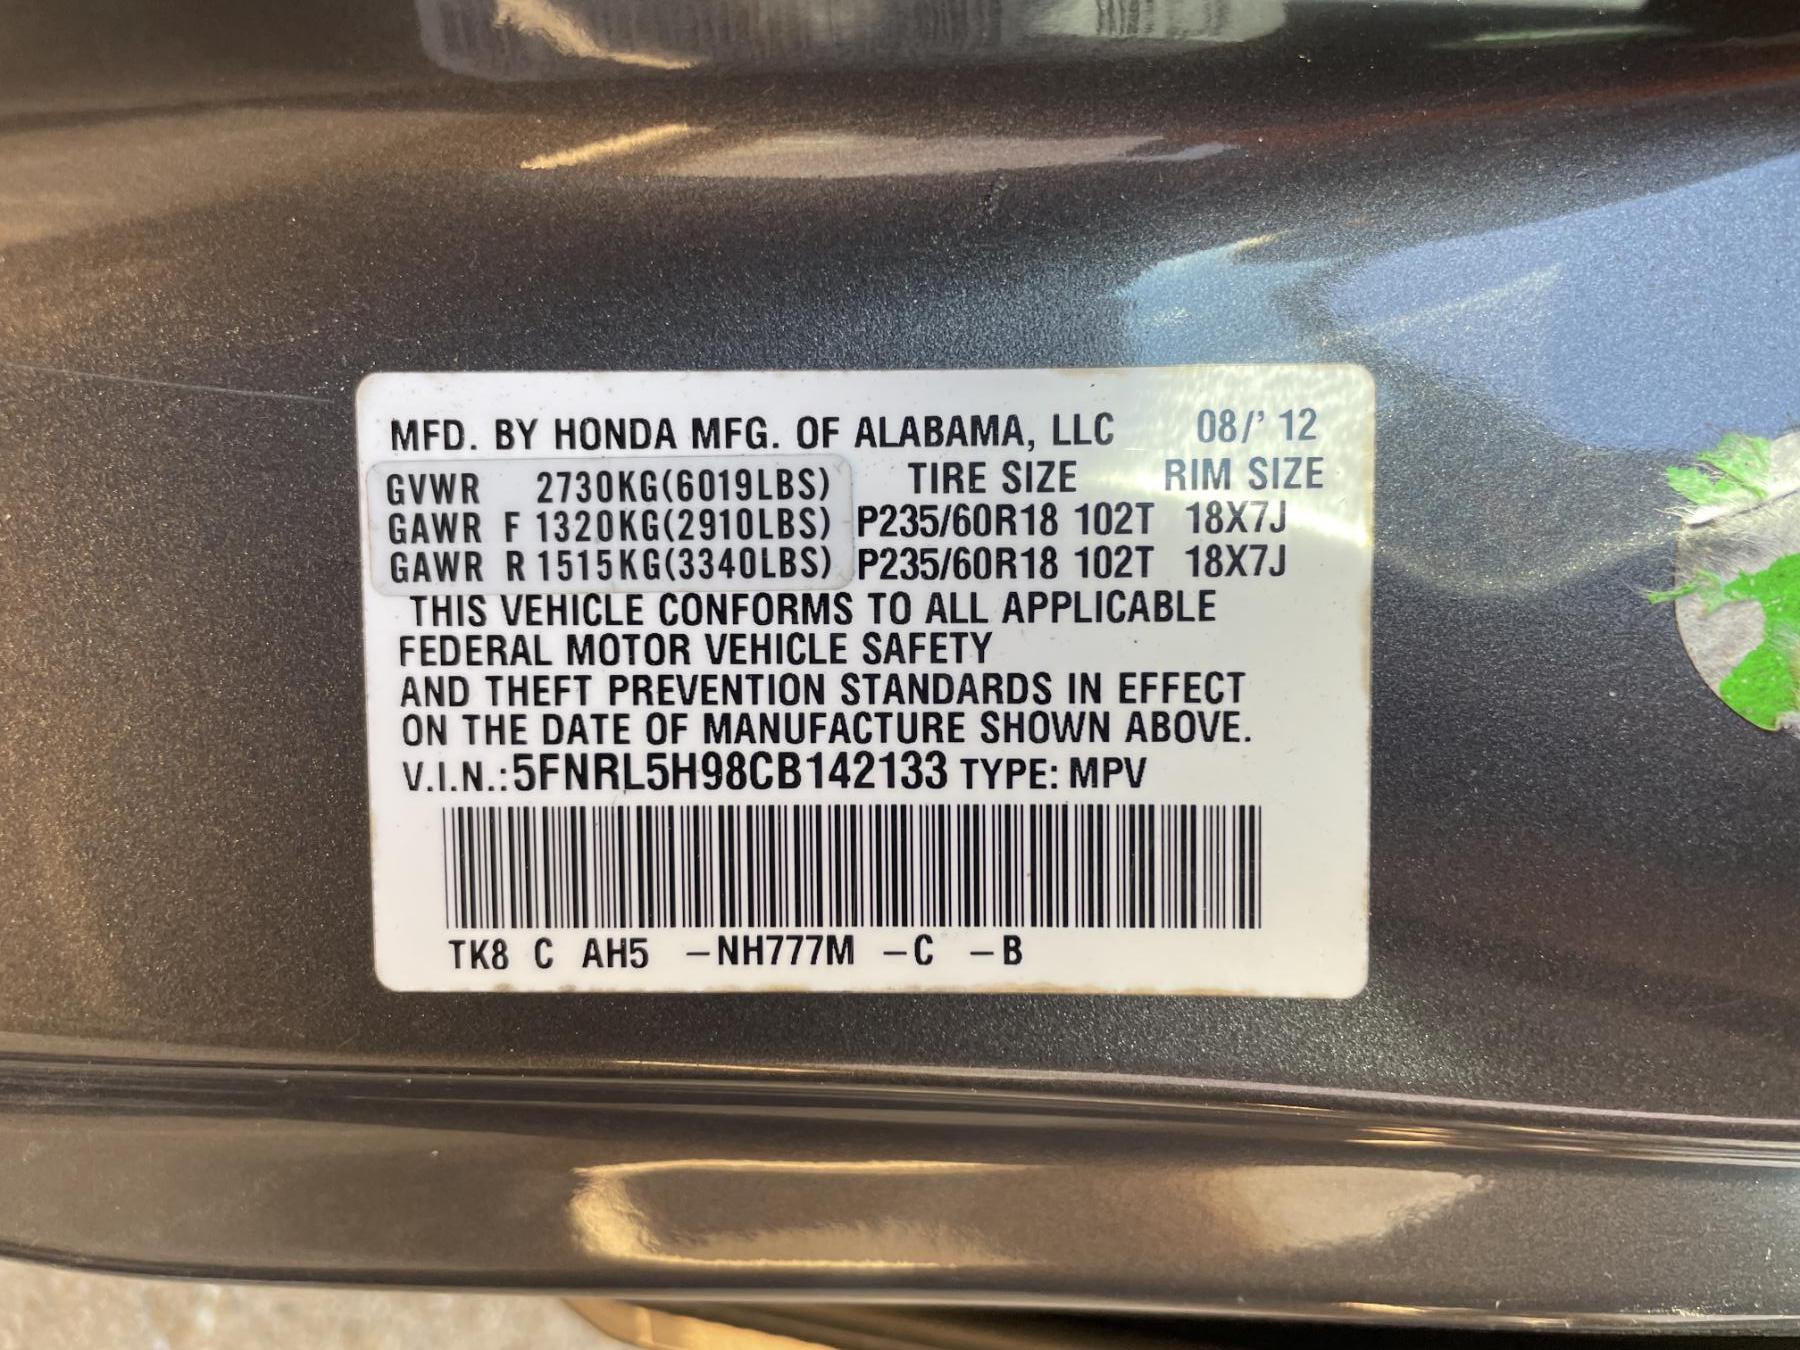 MFD. BY HONDA MFG. OF ALABAMA, LLC 08/' 12
GVWR 2730KG(6019LBS) TIRE SIZE RIM SIZE
GAWR F 1320KG(2910LBS) P235/60R18 102T 18X7J
GAWR R 1515KG(3340LBS) P235/60R18 102T 18X7J
THIS VEHICLE CONFORMS TO ALL APPLICABLE
FEDERAL MOTOR VEHICLE SAFETY
AND THEFT PREVENTION STANDARDS IN EFFECT
ON THE DATE OF MANUFACTURE SHOWN ABOVE.
V.I.N.:5FNRL5H98CB142133 TYPE: MPV
TK8 C AH5 –NH777M –C –B